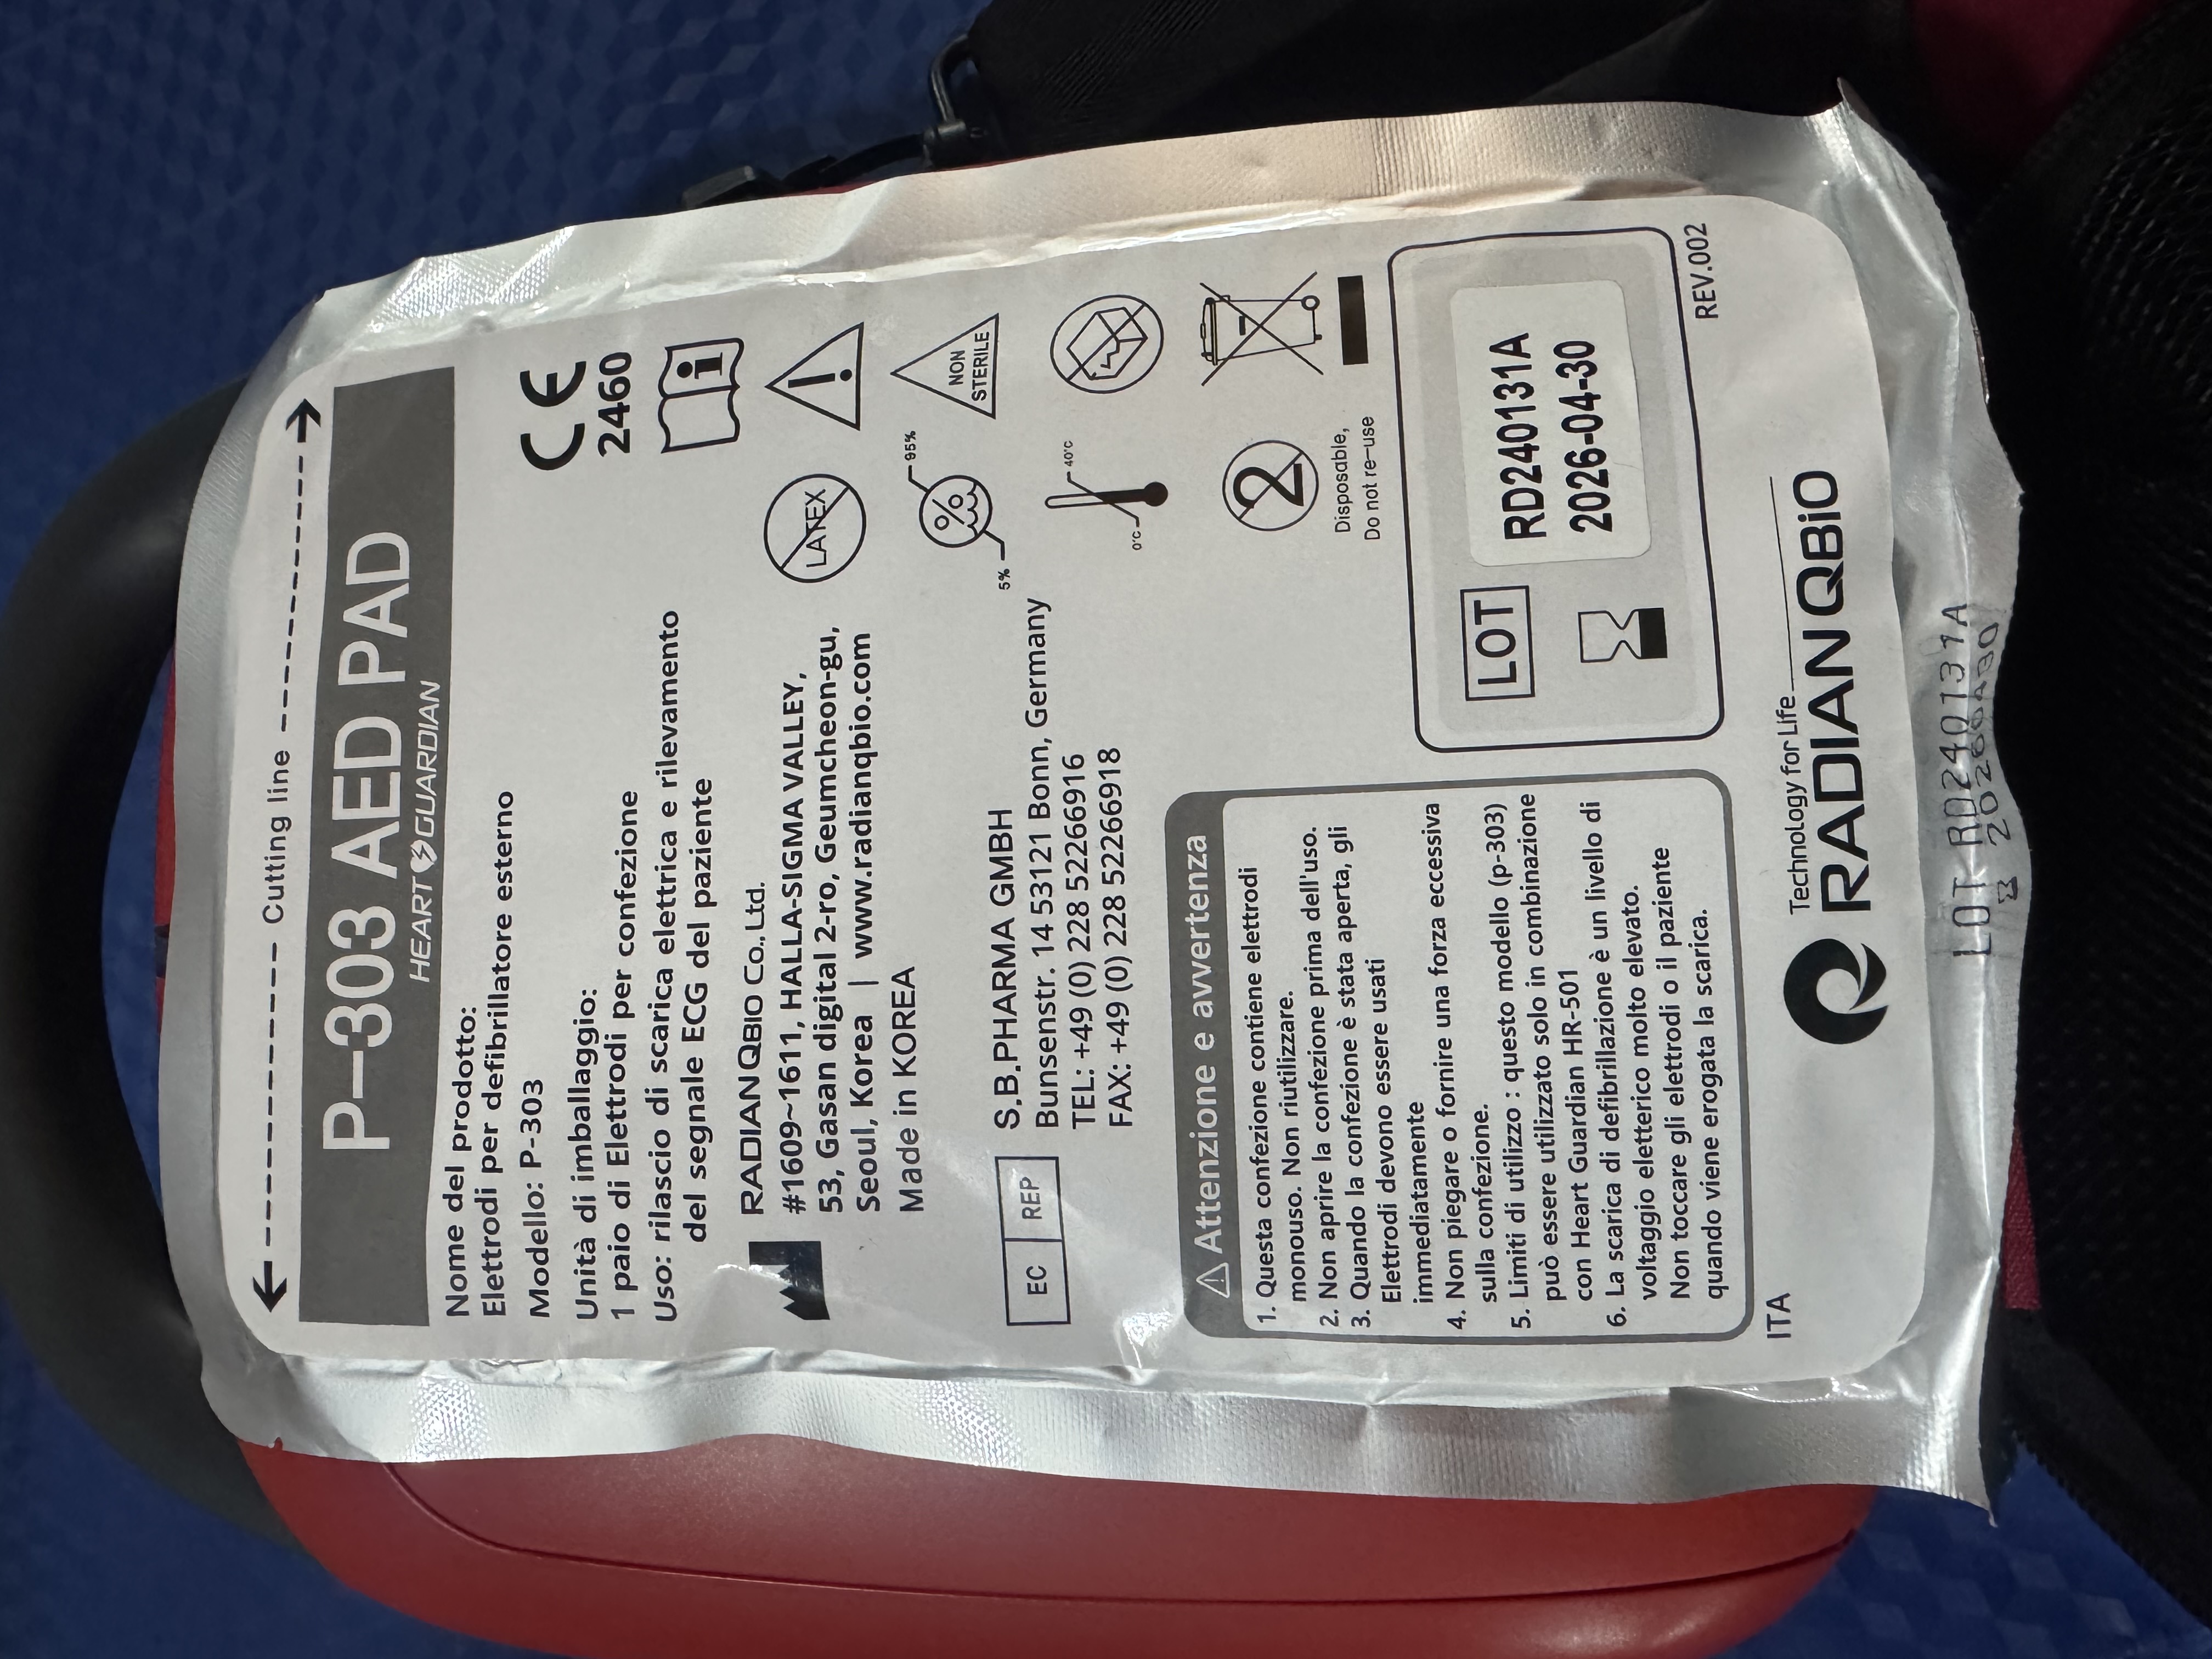 Cutting line
P-303 AED PAD
HEART GUARDIAN
Nome del prodotto:
Elettrodi per defibrillatore esterno
Modello: P-303
Unità di imballaggio:
1 paio di Elettrodi per confezione
Uso: rilascio di scarica elettrica e rilevamento
del segnale ECG del paziente
CE
2460
RADIANQBIO Co., Ltd.
#1609~1611, HALLA-SIGMA VALLEY,
53, Gasan digital 2-ro, Geumcheon-gu,
Seoul, Korea | www.radianqbio.com
Made in KOREA
LATEX
5%
%
95%
NON
STERILE
EC REP
S.B.PHARMA GMBH
Bunsenstr. 14 53121 Bonn, Germany
TEL: +49 (0) 228 522666916
FAX: +49 (0) 228 522666918
0°C
40°C
2
Disposable,
Do not re-use
Attenzione e avvertenza
1. Questa confezione contiene elettrodi
monouso. Non riutilizzare.
2. Non aprire la confezione prima dell'uso.
3. Quando la confezione è stata aperta, gli
Elettrodi devono essere usati
immediatamente
4. Non piegare o fornire una forza eccessiva
sulla confezione.
5. Limiti di utilizzo : questo modello (p-303)
può essere utilizzato solo in combinazione
con Heart Guardian HR-501
6. La scarica di defibrillazione è un livello di
voltaggio eletterico molto elevato.
Non toccare gli elettrodi o il paziente
quando viene erogata la scarica.
LOT
RD240131A
2026-04-30
REV.002
ITA
Technology for Life
RADIANQBIO
LOT RD240131A
20260430